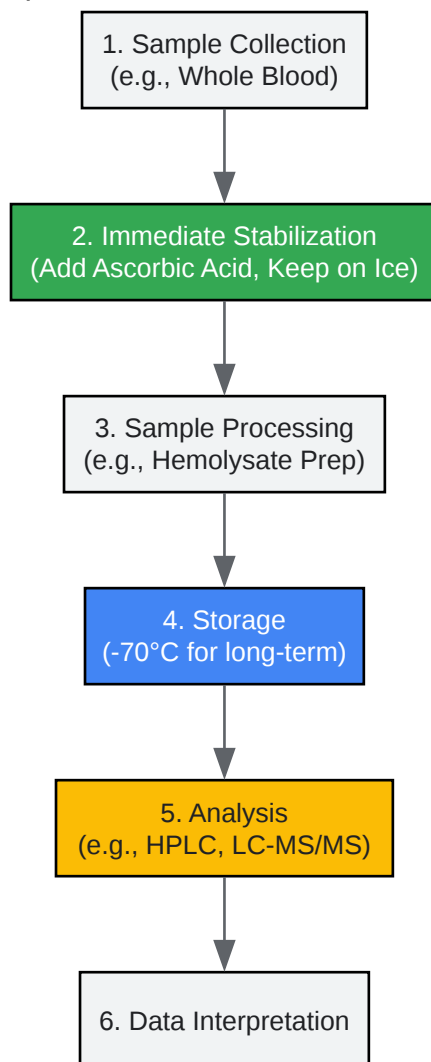 1. Sample Collection
(e.g., Whole Blood)
2. Immediate Stabilization
(Add Ascorbic Acid, Keep on Ice)
3. Sample Processing
(e.g., Hemolysate Prep)
4. Storage
(-70°C for long-term)
5. Analysis
(e.g., HPLC, LC-MS/MS)
6. Data Interpretation